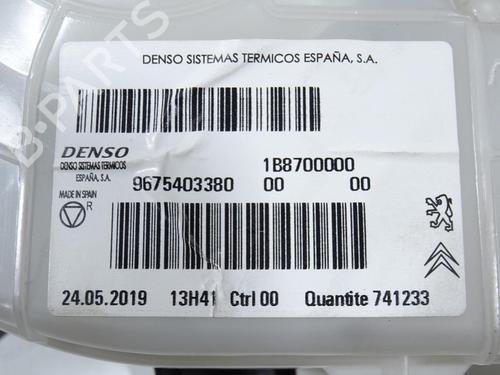 DENSO SISTEMAS TERMICOS ESPAÑA, S.A.
DENSO
DENSO SISTEMAS TERMICOS
ESPAÑA, S.A.
1B8700000
9675403380 00 00
MADE IN SPAIN
R
24.05.2019 13H41 Ctrl 00 Quantite 741233
B-PARTS